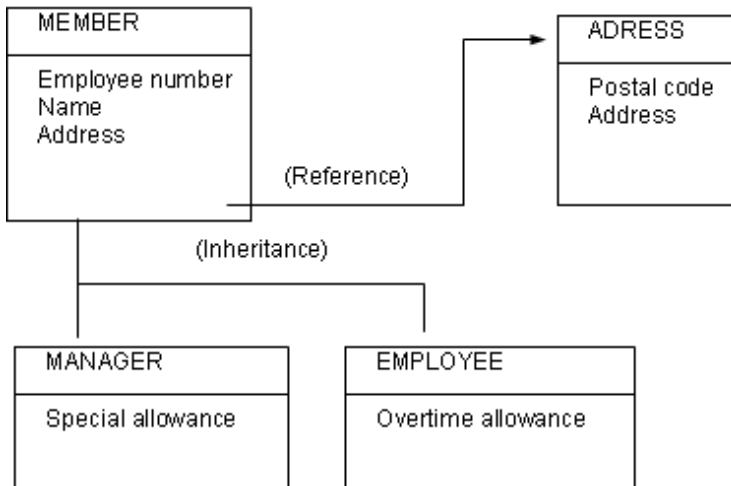 MEMBER
Employee number
Name
Address
ADRESS
Postal code
Address
(Reference)
(Inheritance)
MANAGER
Special allowance
EMPLOYEE
Overtime allowance